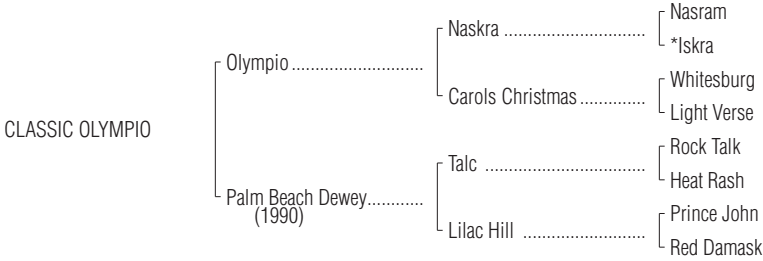 Nasram
Naskra ..............................
*Iskra
Olympio ............................
Whitesburg
Carols Christmas ..............
Light Verse
CLASSIC OLYMPIO
Rock Talk
Talc ..................................
Heat Rash
Palm Beach Dewey............
(1990)
Prince John
Lilac Hill ..........................
Red Damask